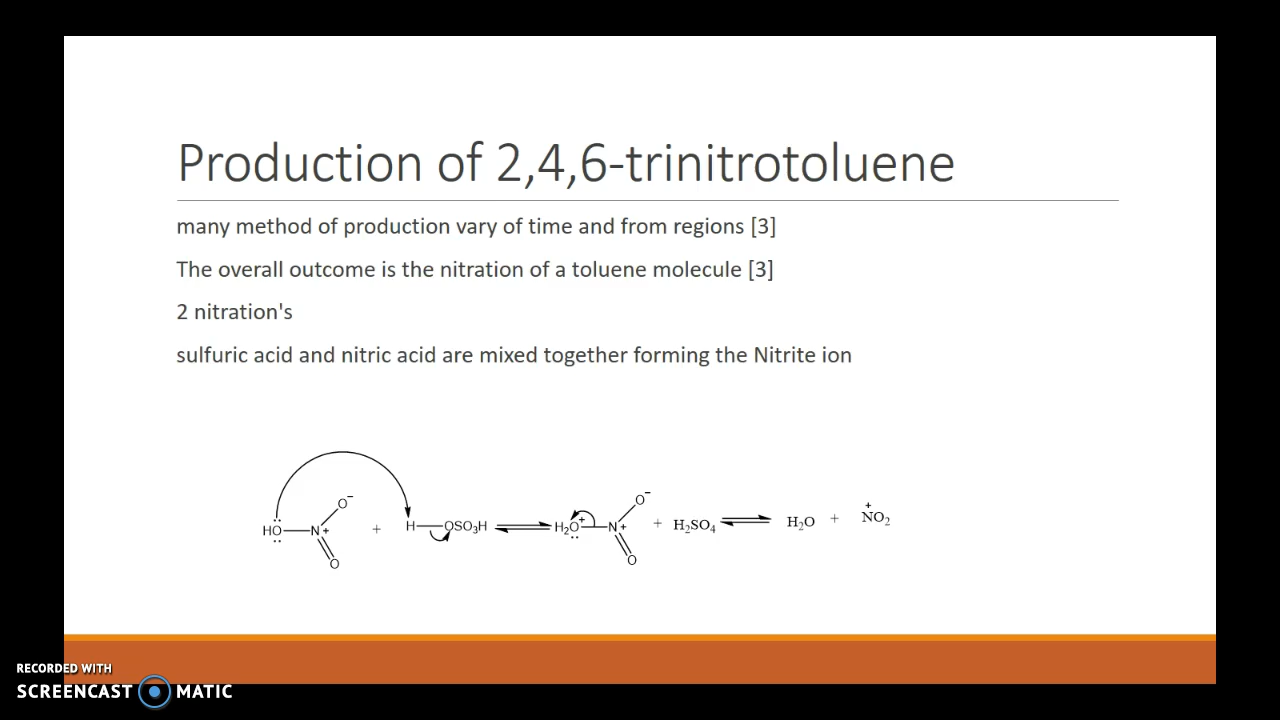 Production of 2,4,6-trinitrotoluene
many method of production vary of time and from regions [3]
The overall outcome is the nitration of a toluene molecule [3]
2 nitration's
sulfuric acid and nitric acid are mixed together forming the Nitrite ion
O⁻
HO N+ O + H OSO₃H H₂O+ N+ O⁻ O + H₂SO₄ H₂O + +NO₂
RECORDED WITH
SCREENCAST MATIC